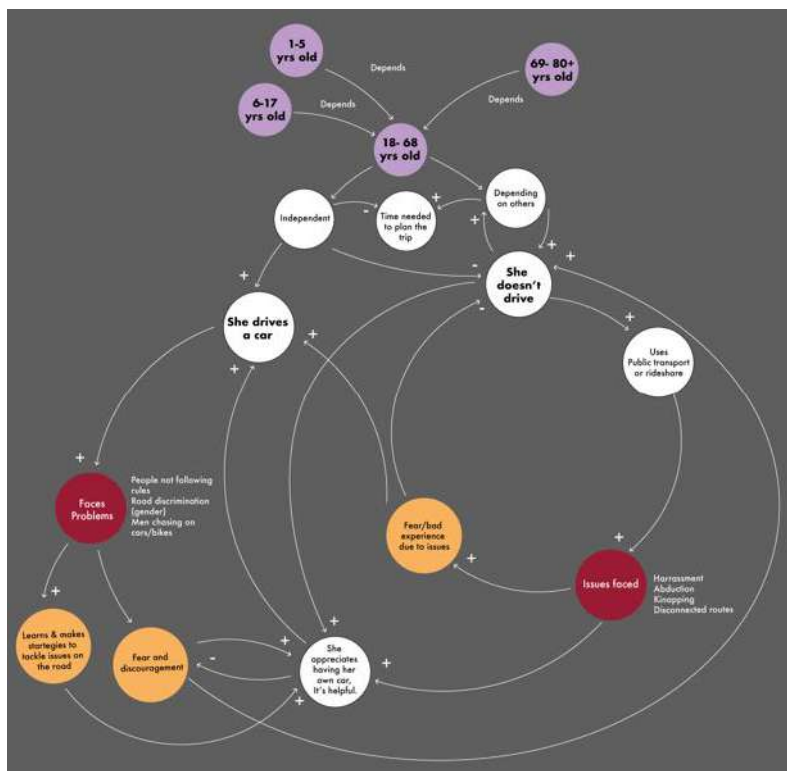 1-5
yrs old
Depends
69- 80+
yrs old
6-17
yrs old
Depends
Depends
18- 68
yrs old
Independent
-
Time needed
to plan the
trip
+
Depending
on others
+
+
+
-
She
doesn't
drive
-
+
+
She drives
a car
+
+
+
Uses
Public transport
or rideshare
+
Faces
Problems
People not following
rules
Road discrimination
(gender)
Men chasing on
cars/bikes
Fear/bad
experience
due to issues
+
+
Issues faced
Harrassment
Abduction
Kinapping
Disconnected routes
+
Learns & makes
startegies to
tackle issues on
the road
Fear and
discouragement
+
-
+
She
appreciates
having her
own car,
It's helpful.
+
+